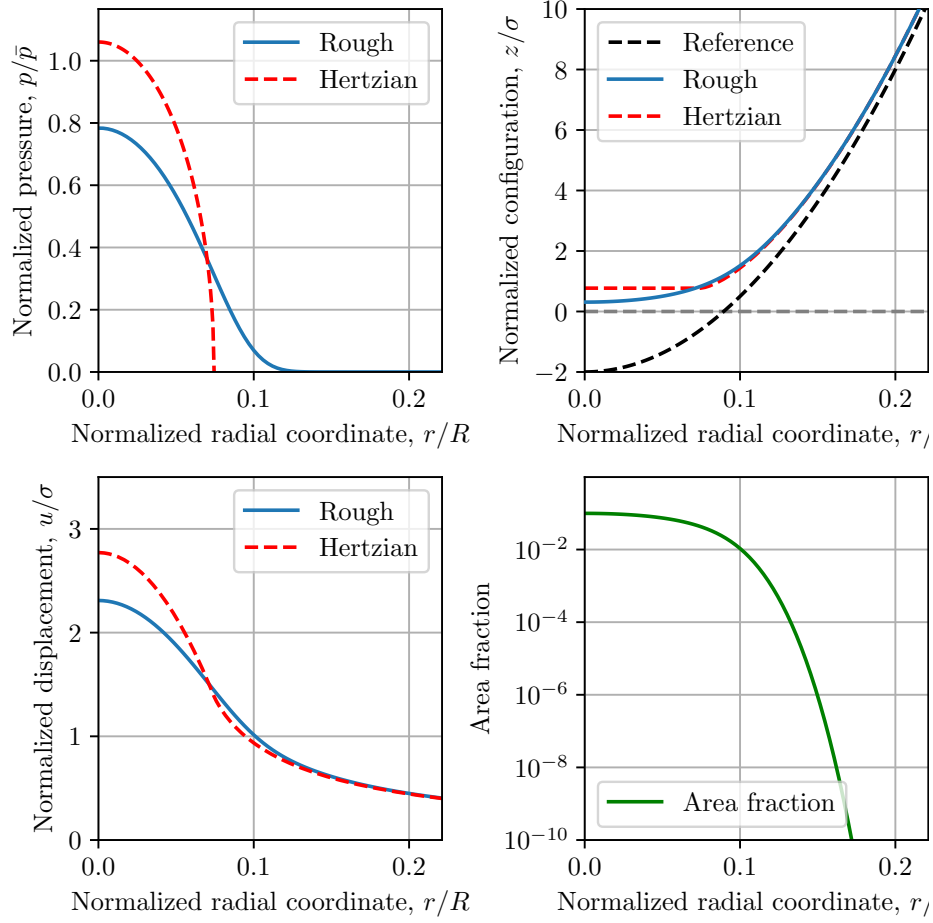 Normalized pressure, p/p̄
1.0
0.8
0.6
0.4
0.2
0.0
0.0 0.1 0.2
Normalized radial coordinate, r/R
Rough
Hertzian
Normalized configuration, z/σ
10
8
6
4
2
0
−2
0.0 0.1 0.2
Normalized radial coordinate, r/
Reference
Rough
Hertzian
Normalized displacement, u/σ
3
2
1
0
0.0 0.1 0.2
Normalized radial coordinate, r/R
Rough
Hertzian
Area fraction
10⁻²
10⁻⁴
10⁻⁶
10⁻⁸
10⁻¹⁰
0.0 0.1 0.2
Normalized radial coordinate, r/
Area fraction